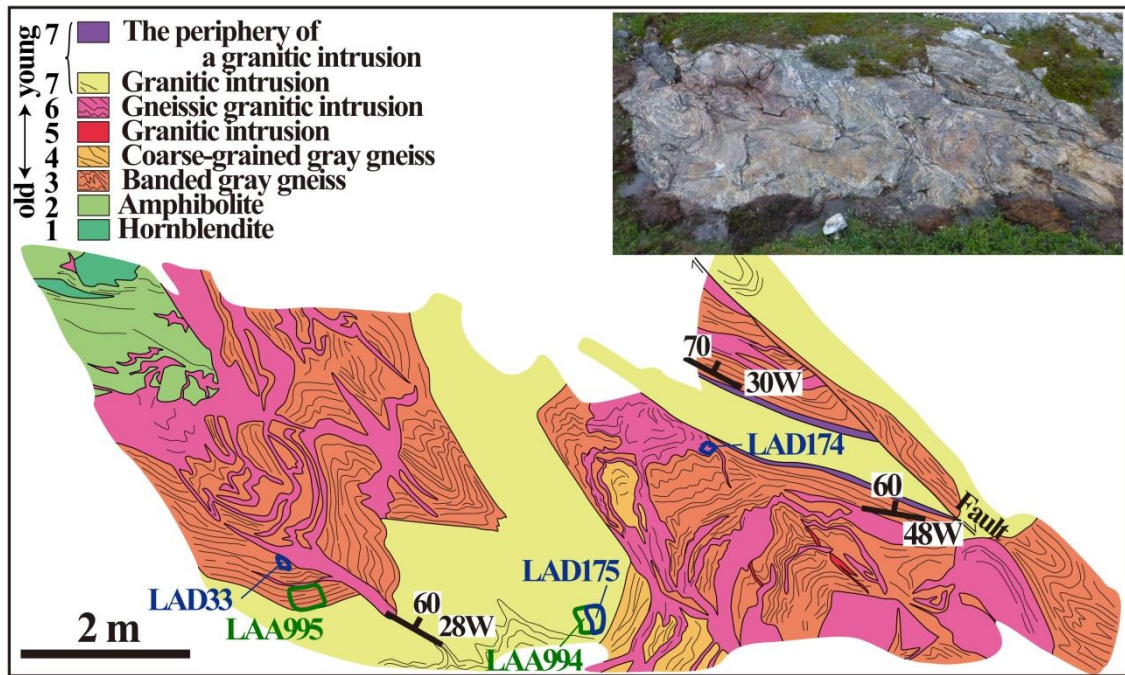 young
old
7 The periphery of
a granitic intrusion
7 Granitic intrusion
6 Gneissic granitic intrusion
5 Granitic intrusion
4 Coarse-grained gray gneiss
3 Banded gray gneiss
2 Amphibolite
1 Hornblendite
70
30W
LAD174
60
48W
Fault
LAD33
LAA995
60
28W
LAD175
LAA994
2 m